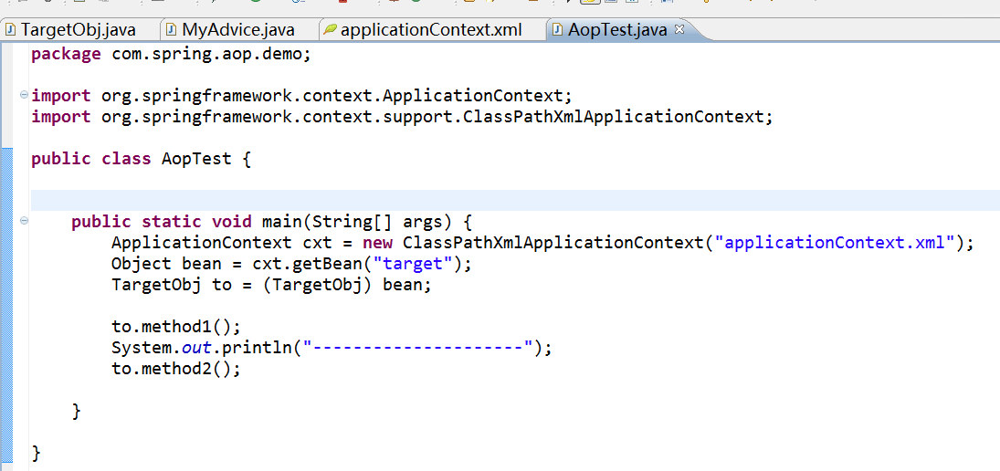 TargetObj.java MyAdvice.java applicationContext.xml AopTest.java
package com.spring.aop.demo;
import org.springframework.context.ApplicationContext;
import org.springframework.context.support.ClassPathXmlApplicationContext;
public class AopTest {
public static void main(String[] args) {
ApplicationContext cxt = new ClassPathXmlApplicationContext("applicationContext.xml");
Object bean = cxt.getBean("target");
TargetObj to = (TargetObj) bean;
to.method1();
System.out.println("---------------------");
to.method2();
}
}